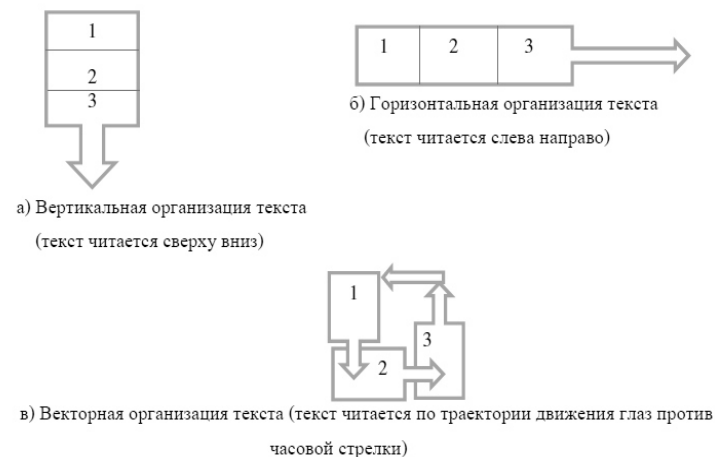 1
2
3
а) Вертикальная организация текста
(текст читается сверху вниз)
1 2 3
б) Горизонтальная организация текста
(текст читается слева направо)
1
2
3
в) Векторная организация текста (текст читается по траектории движения глаз против
часовой стрелки)